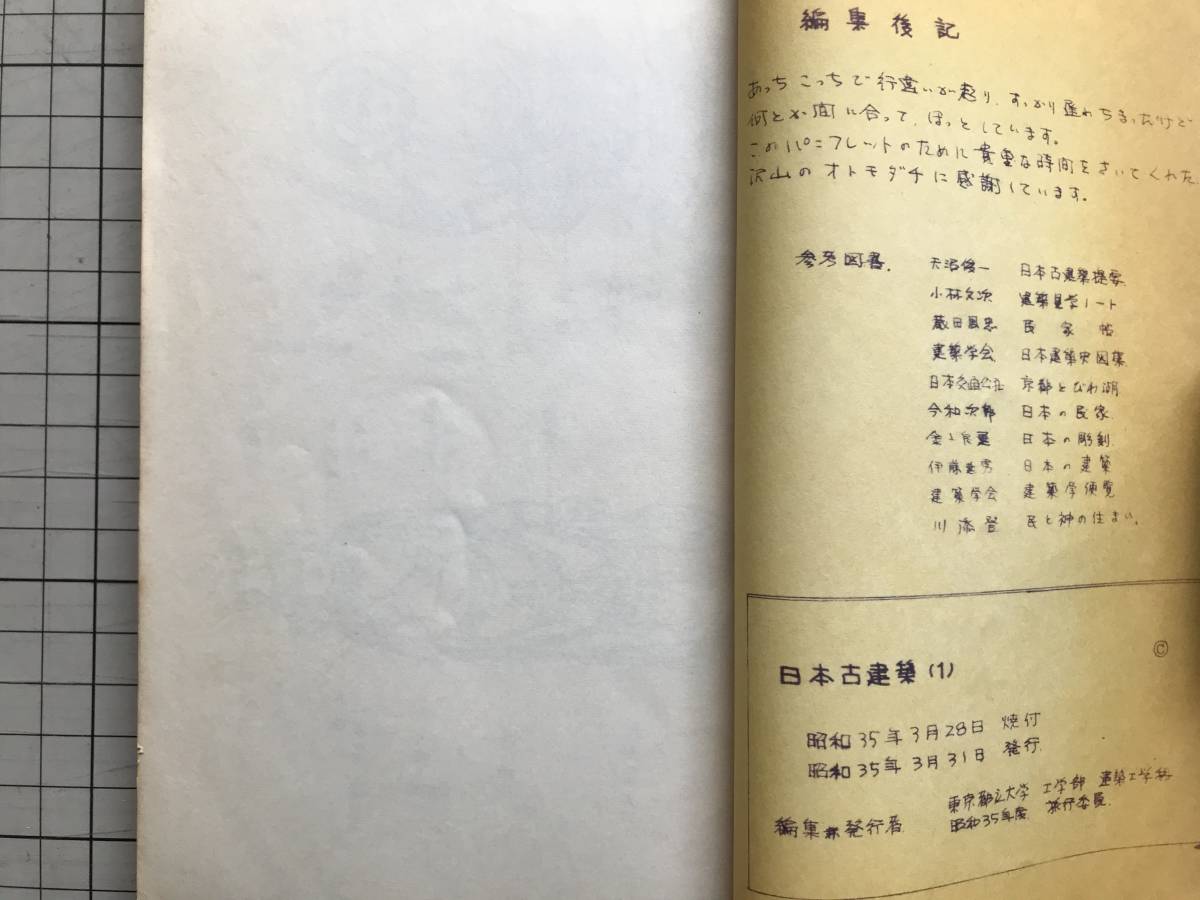 編集後記
あっちこっちで行違いが起り、すっかり遅れちまったけど
何とか間に合って、ほっとしています。
このパンフレットのために貴重な時間をさいてくれた
沢山のオトモダチに感謝しています。
参考図書. 天沼俊一 日本古建築提要
小林文次 建築見学ノート
蔵田周忠 民家帖
建築学会 日本建築史図集
日本交通公社 京都とびわ湖
今和次郎 日本の民家
日本の彫刻
伊藤 日本の建築
建築学会 建築学便覧
川添登 民と神の住まい.
©
日本古建築(1)
昭和35年3月28日 焼付
昭和35年3月31日 発行
編集 発行者 東京都立大学 工学部 建築工学科
昭和35年度 旅行委員